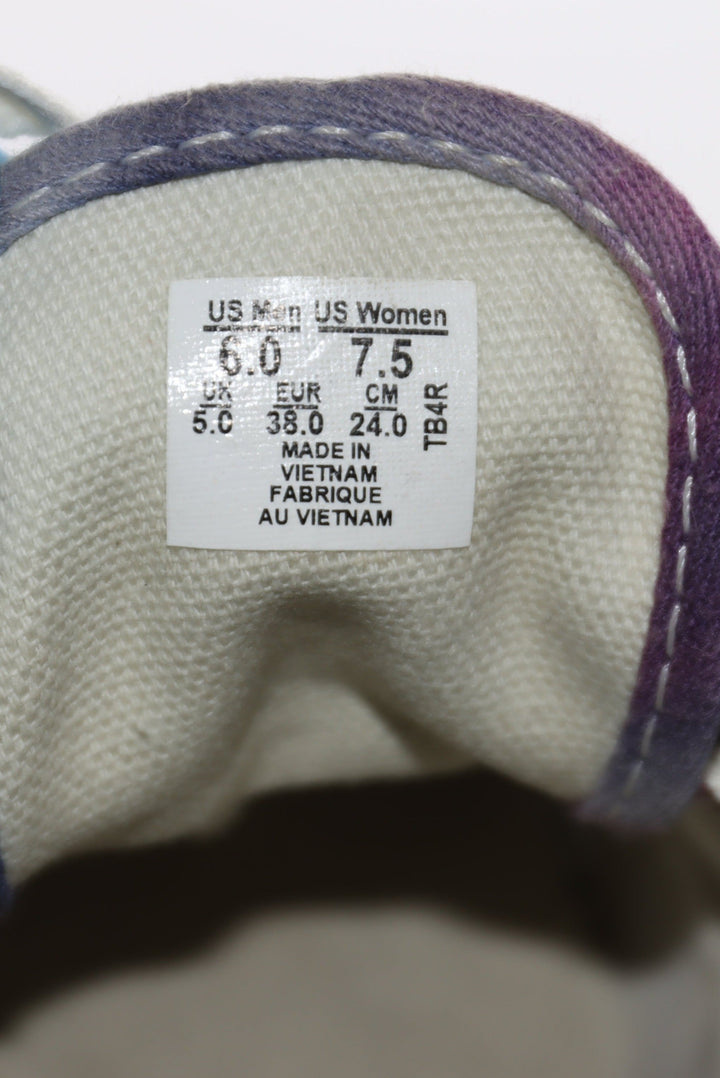 US Men US Women
6.0 7.5
UK EUR CM
5.0 38.0 24.0
TB4R
MADE IN
VIETNAM
FABRIQUE
AU VIETNAM